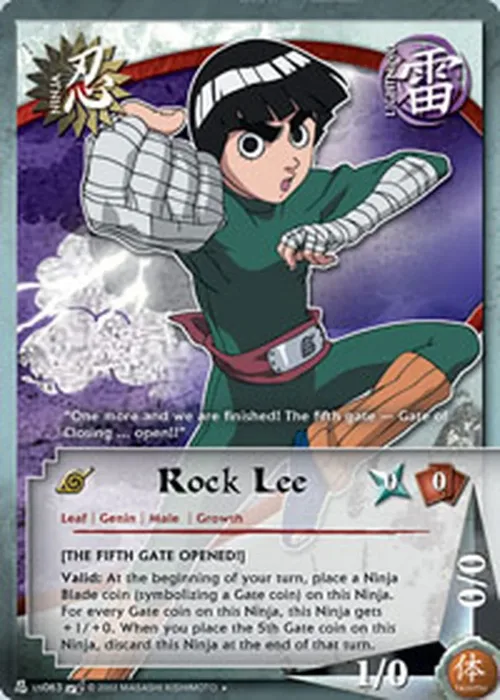 NINJA
忍
LIGHTNING
雷
"One more and we are finished! The fifth gate — Gate of
Closing ... open!!"
Rock Lee
0
0
Leaf | Genin | Male | Growth
[THE FIFTH GATE OPENED!]
Valid: At the beginning of your turn, place a Ninja
Blade coin (symbolizing a Gate coin) on this Ninja.
For every Gate coin on this Ninja, this Ninja gets
+1/+0. When you place the 5th Gate coin on this
Ninja, discard this Ninja at the end of that turn.
0/0
1/0
体
© 2002 MASASHI KISHIMOTO